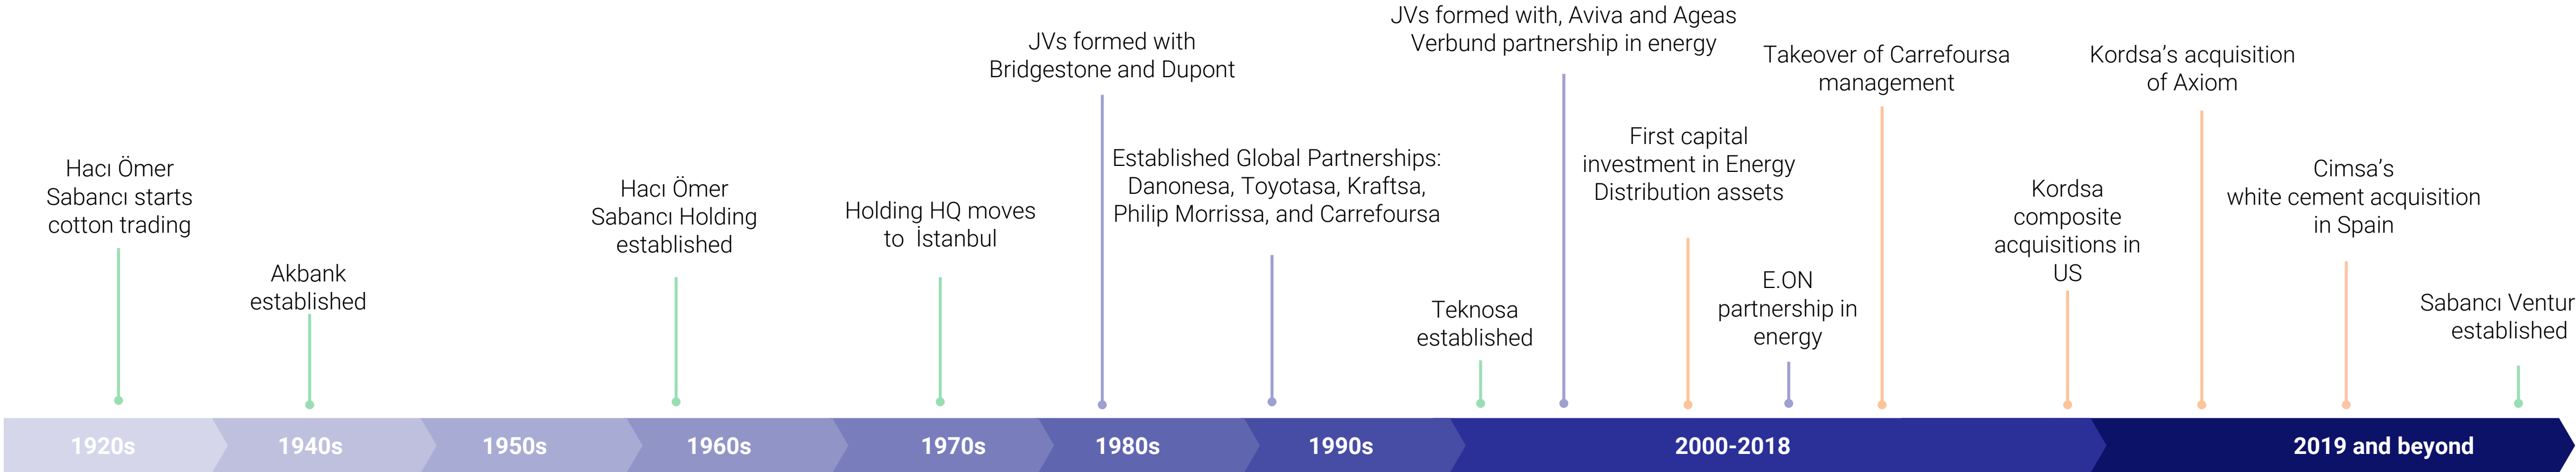 Hacı Ömer
Sabancı starts
cotton trading
Akbank
established
Hacı Ömer
Sabancı Holding
established
Holding HQ moves
to İstanbul
JVs formed with
Bridgestone and Dupont
Established Global Partnerships:
Danonesa, Toyotasa, Kraftsa,
Philip Morrissa, and Carrefoursa
Teknosa
established
JVs formed with, Aviva and Ageas
Verbund partnership in energy
First capital
investment in Energy
Distribution assets
E.ON
partnership in
energy
Takeover of Carrefoursa
management
Kordsa
composite
acquisitions in
US
Kordsa’s acquisition
of Axiom
Cimsa’s
white cement acquisition
in Spain
Sabancı Ventur
established
1920s
1940s
1950s
1960s
1970s
1980s
1990s
2000-2018
2019 and beyond